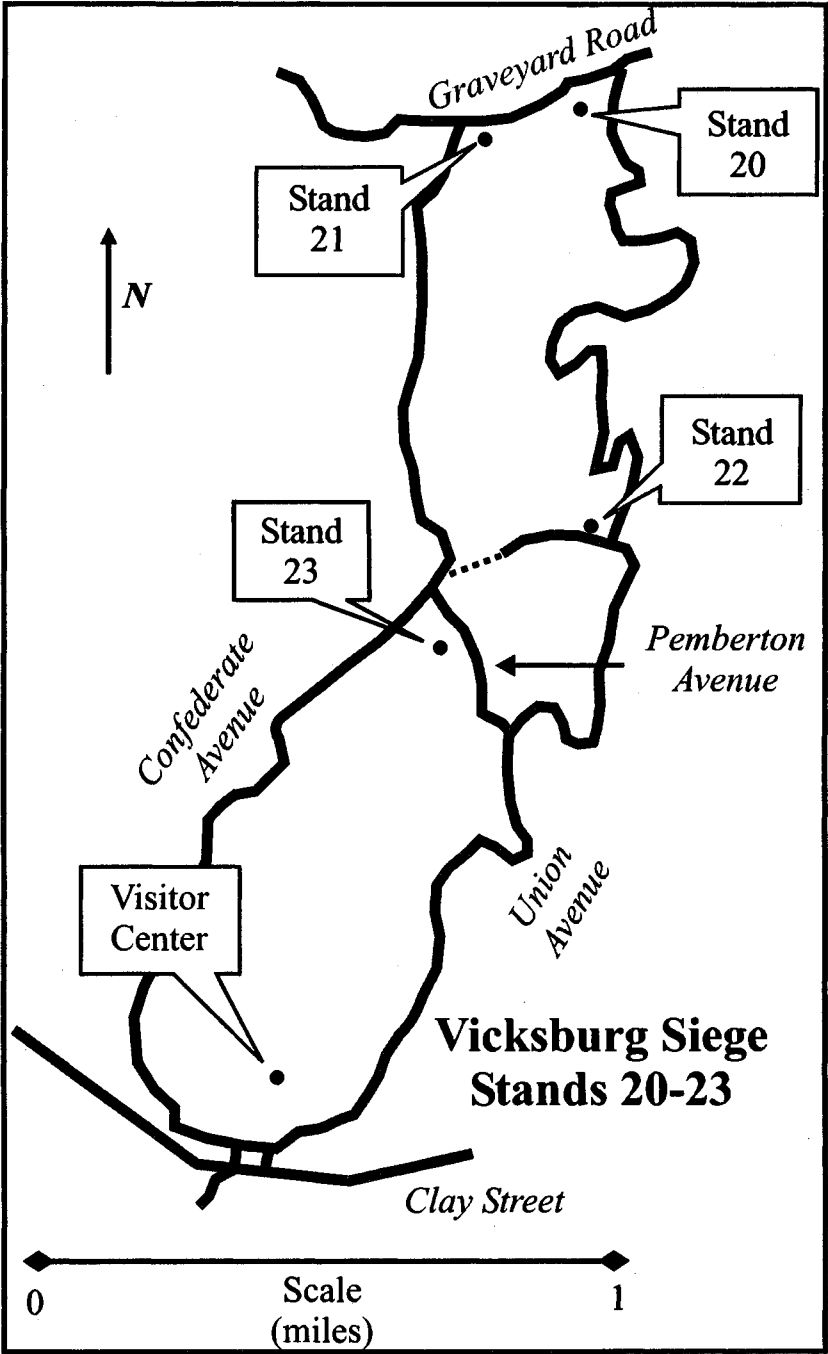 Graveyard Road
Stand
20
Stand
21
N
Stand
22
Stand
23
Pemberton
Avenue
Confederate
Avenue
Visitor
Center
Union
Avenue
Vicksburg Siege
Stands 20-23
Clay Street
0
Scale
(miles)
1